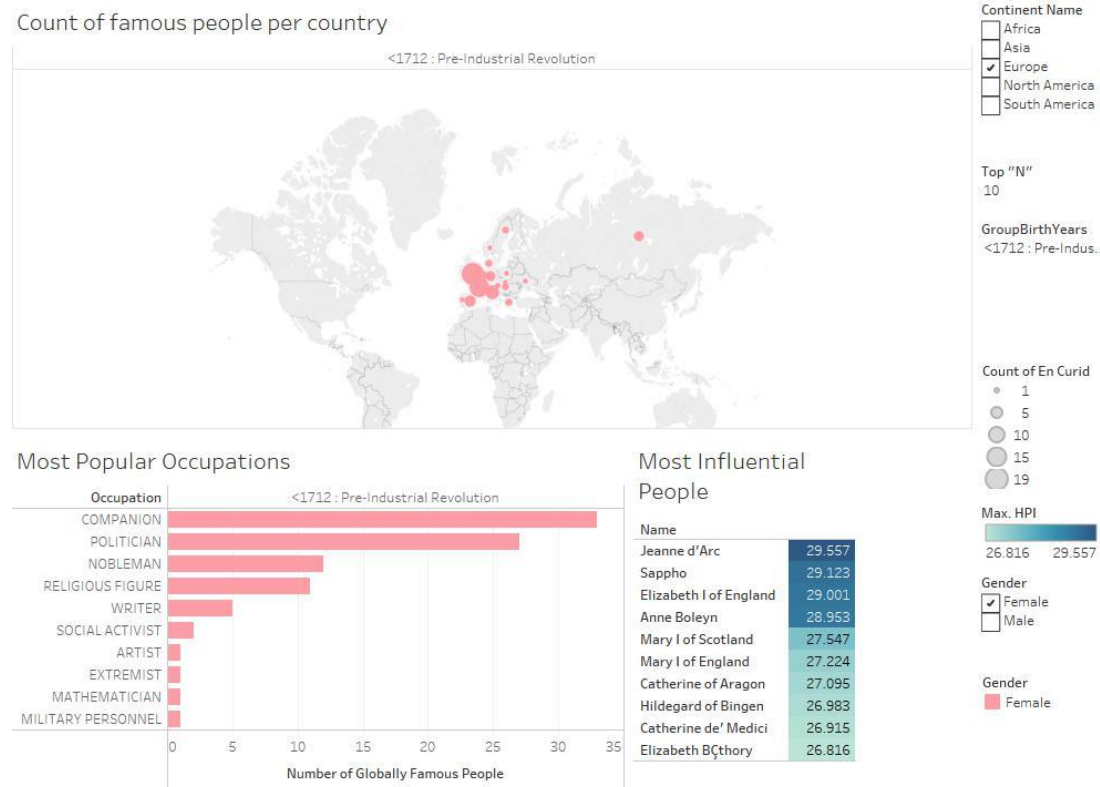 Count of famous people per country
<1712 : Pre-Industrial Revolution
Continent Name
Africa
Asia
Europe
North America
South America
Top "N"
10
GroupBirthYears
<1712 : Pre-Indus..
Count of En Curid
1
5
10
15
19
Max. HPI
26.816 29.557
Gender
Female
Male
Gender
Female
Most Popular Occupations
Occupation <1712 : Pre-Industrial Revolution
COMPANION
POLITICIAN
NOBLEMAN
RELIGIOUS FIGURE
WRITER
SOCIAL ACTIVIST
ARTIST
EXTREMIST
MATHEMATICIAN
MILITARY PERSONNEL
0 5 10 15 20 25 30 35
Number of Globally Famous People
Most Influential
People
Name
Jeanne d'Arc 29.557
Sappho 29.123
Elizabeth I of England 29.001
Anne Boleyn 28.953
Mary I of Scotland 27.547
Mary I of England 27.224
Catherine of Aragon 27.095
Hildegard of Bingen 26.983
Catherine de' Medici 26.915
Elizabeth BÇthory 26.816